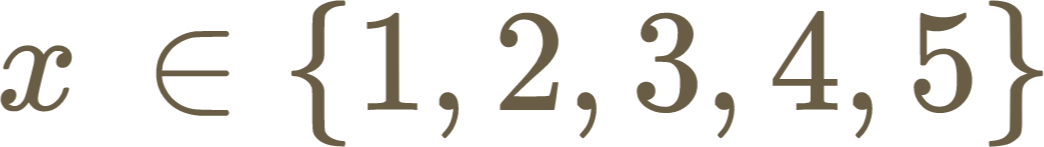 x ∈ {1, 2, 3, 4, 5}